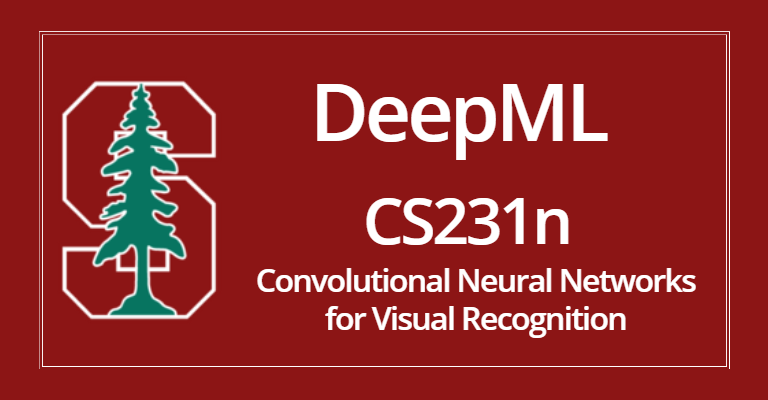 DeepML
CS231n
Convolutional Neural Networks
for Visual Recognition